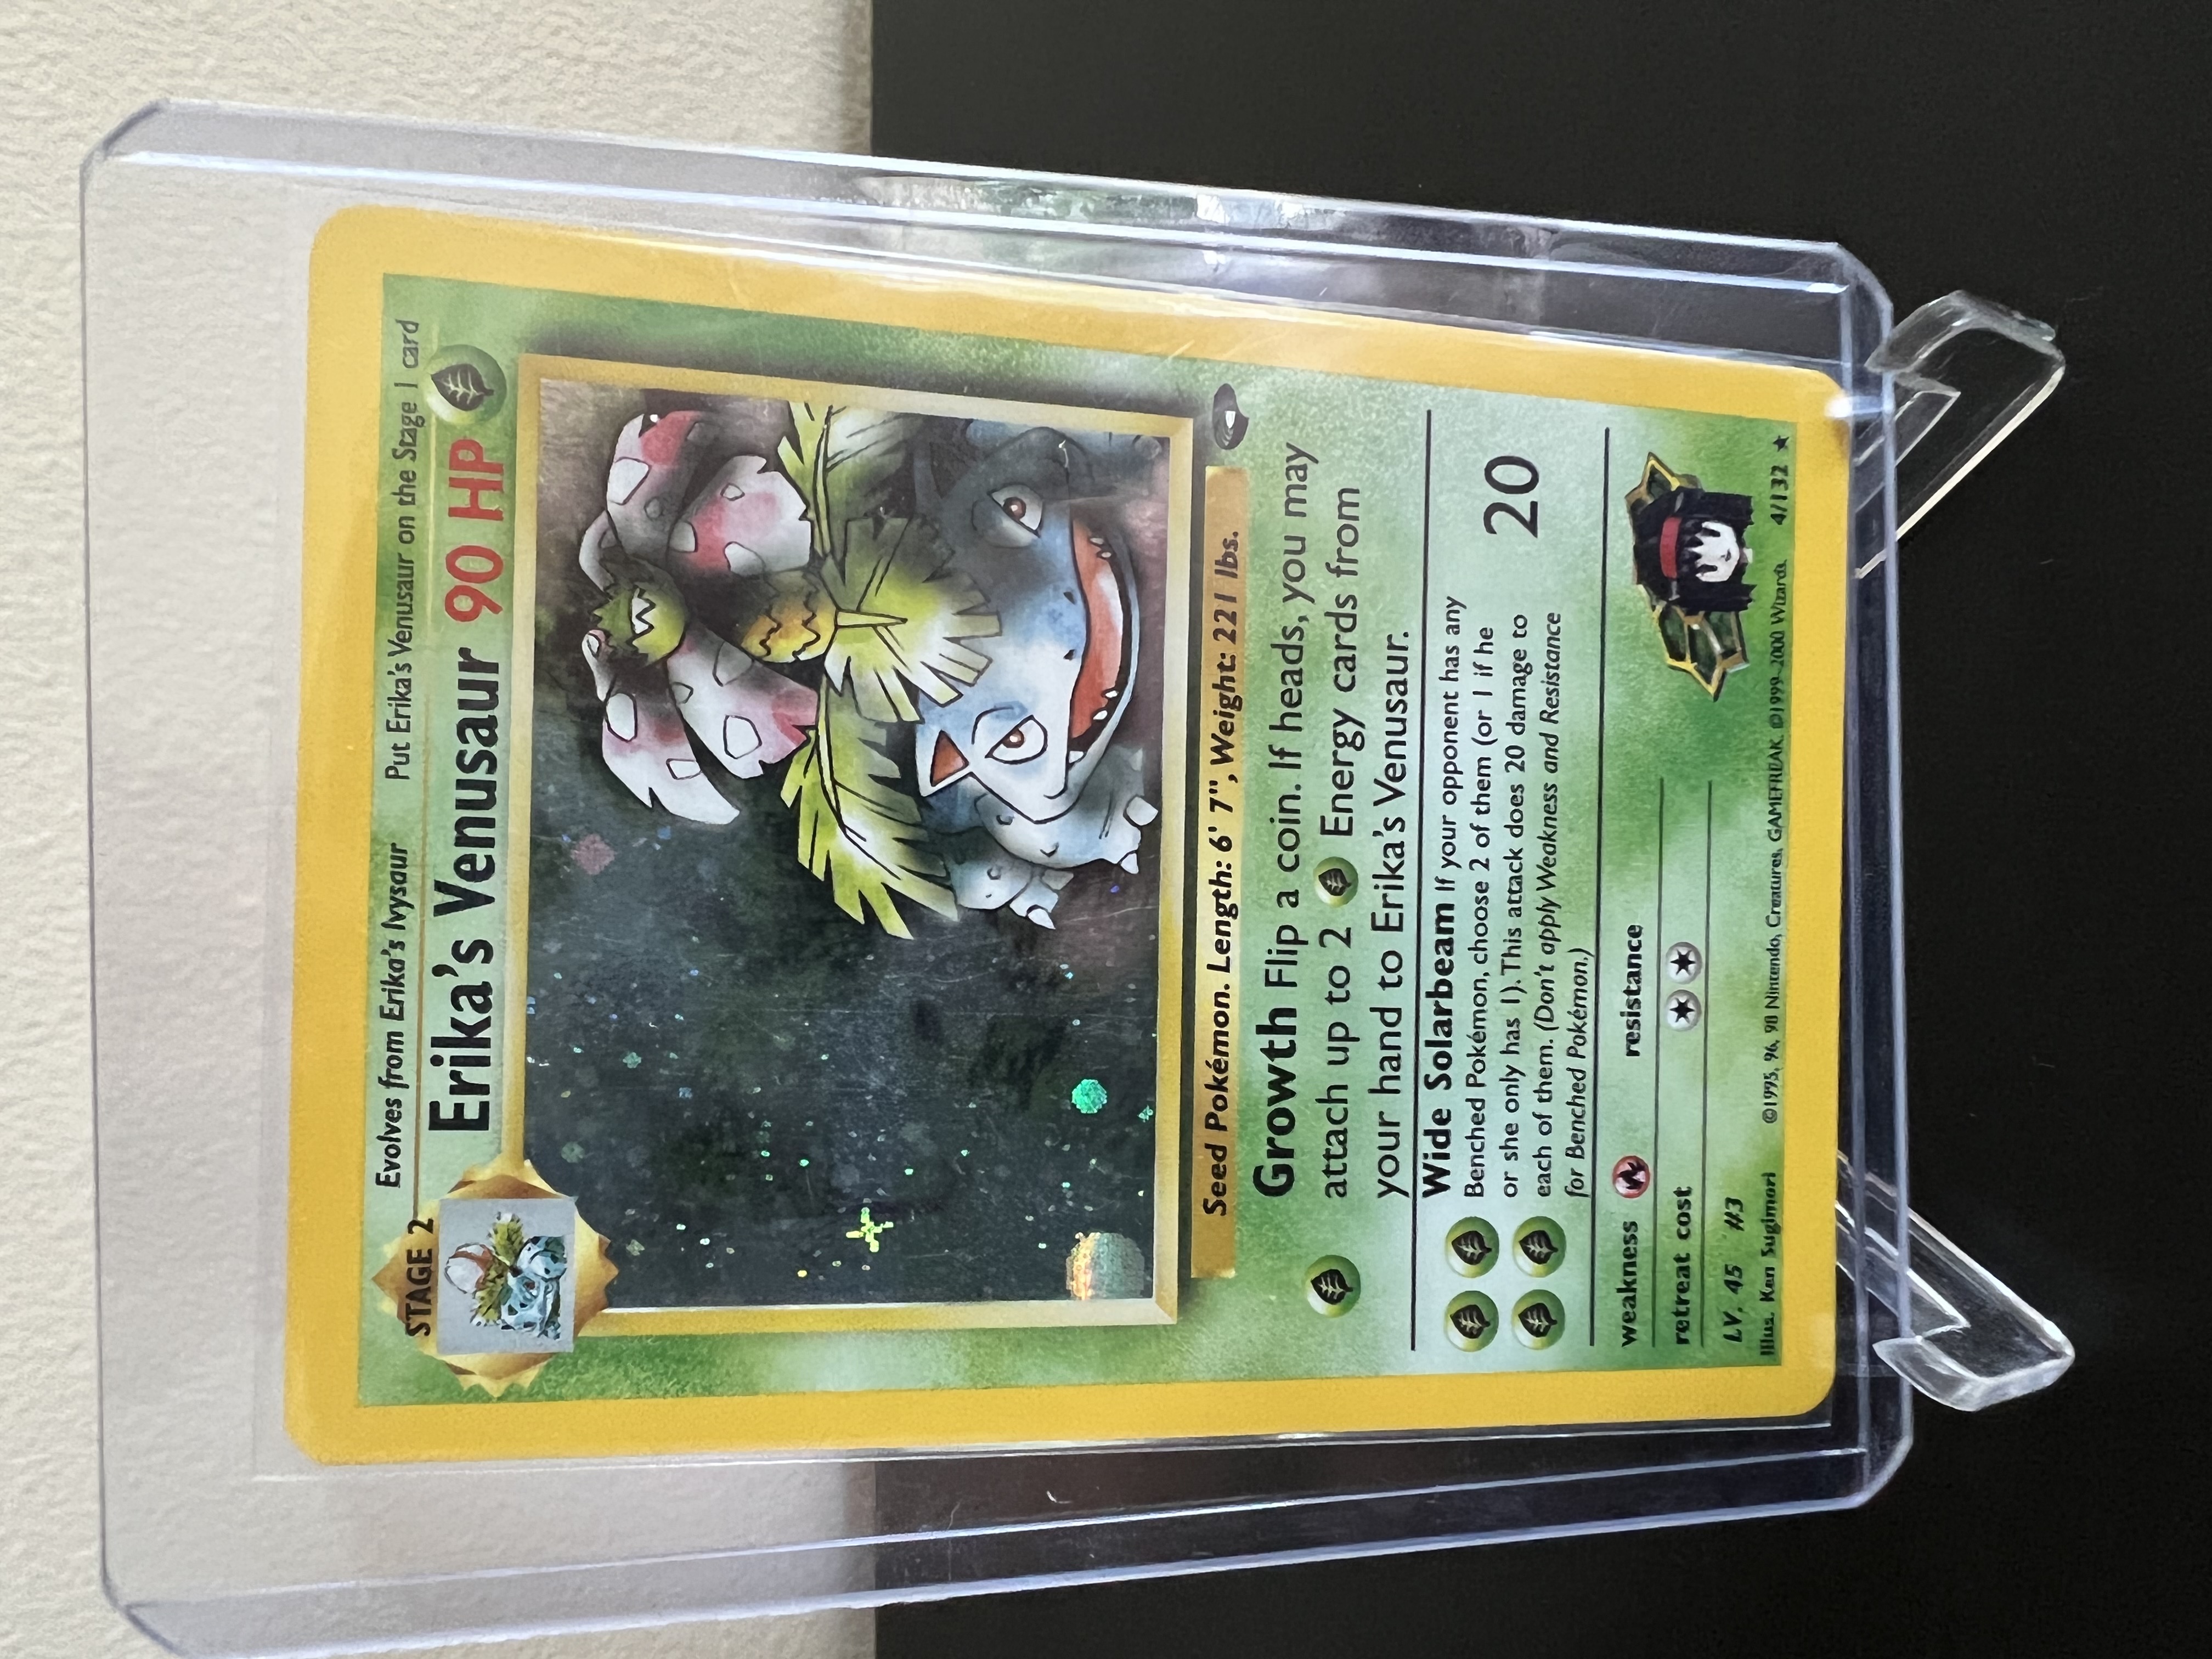 Evolves from Erika's Ivysaur Put Erika's Venusaur on the Stage 1 card
STAGE 2
Erika's Venusaur 90 HP
Seed Pokémon. Length: 6' 7", Weight: 221 lbs.
Growth Flip a coin. If heads, you may
attach up to 2 Energy cards from
your hand to Erika's Venusaur.
Wide Solarbeam If your opponent has any
Benched Pokémon, choose 2 of them (or 1 if he
or she only has 1). This attack does 20 damage to
each of them. (Don't apply Weakness and Resistance
for Benched Pokémon.)
20
weakness resistance
retreat cost
LV. 45 #3
Illus. Ken Sugimori ©1995, 96, 98 Nintendo, Creatures, GAMEFREAK. ©1999-2000 Wizards. 4/132